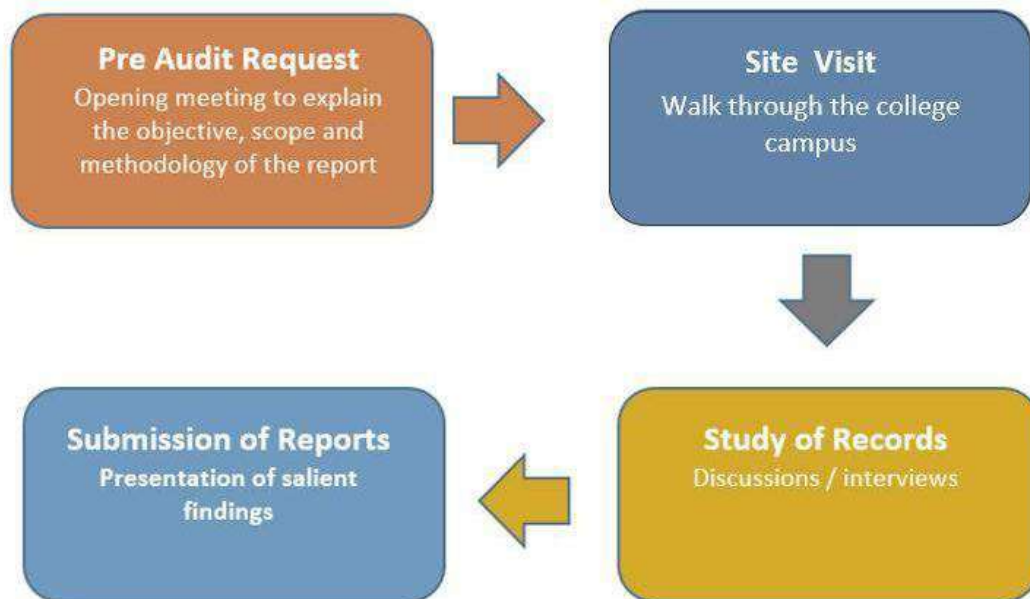 Pre Audit Request
Opening meeting to explain
the objective, scope and
methodology of the report
Site Visit
Walk through the college
campus
Study of Records
Discussions / interviews
Submission of Reports
Presentation of salient
findings